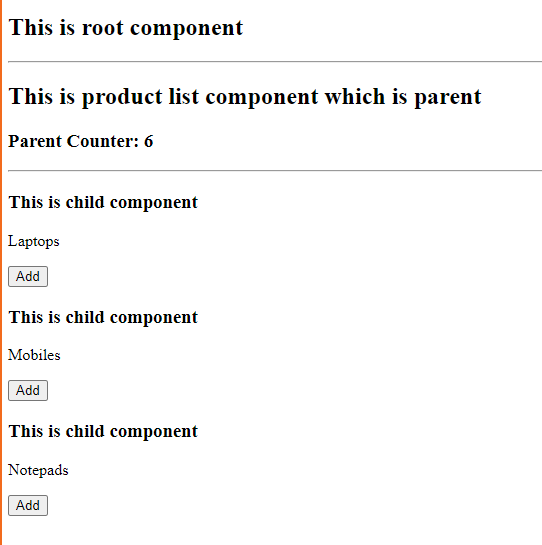 This is root component
This is product list component which is parent
Parent Counter: 6
This is child component
Laptops
Add
This is child component
Mobiles
Add
This is child component
Notepads
Add